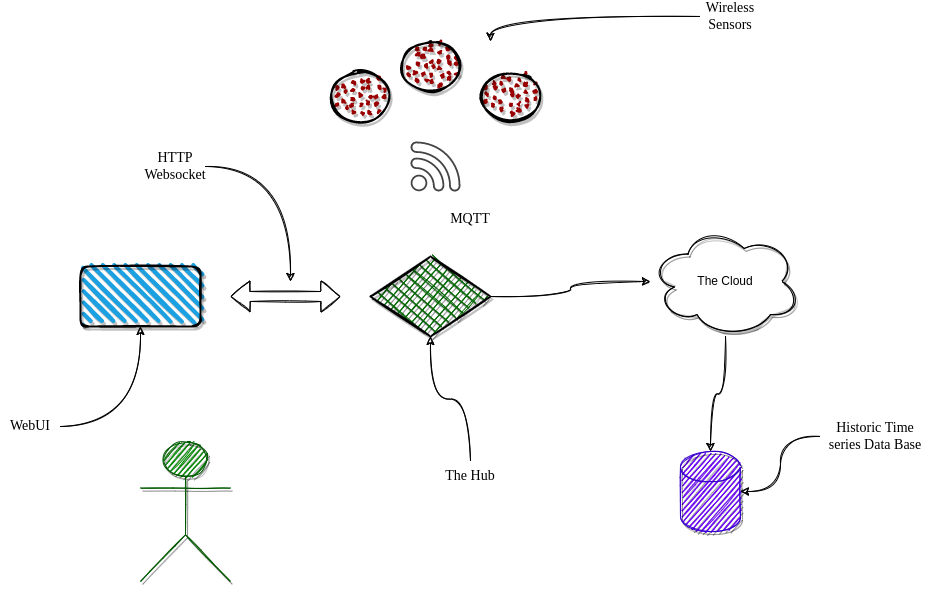 Wireless
Sensors
HTTP
Websocket
MQTT
The Cloud
WebUI
The Hub
Historic Time
series Data Base